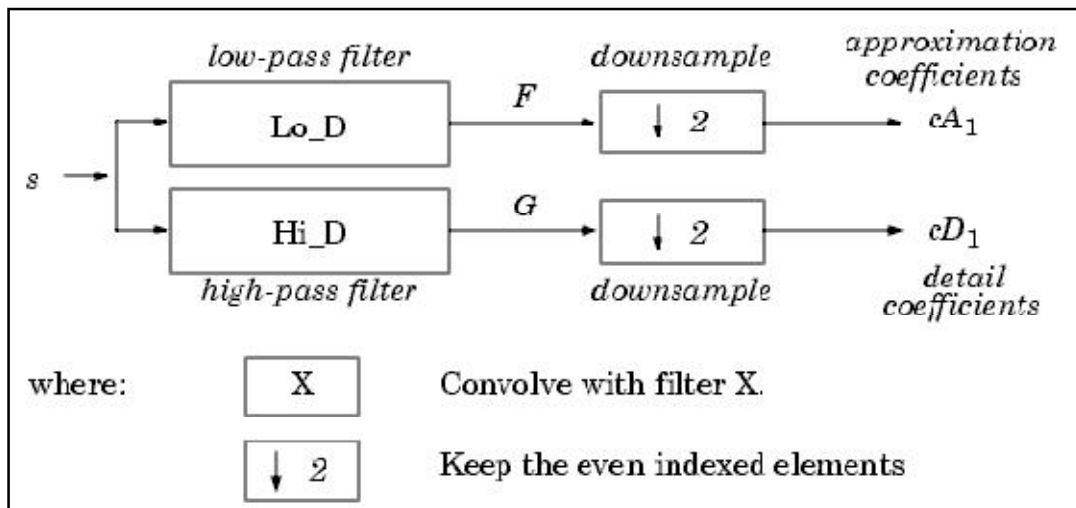 low-pass filter
downsample
approximation
coefficients
Lo_D
F
↓ 2
cA₁
s
Hi_D
G
↓ 2
cD₁
high-pass filter
downsample
detail
coefficients
where:
X
Convolve with filter X.
↓ 2
Keep the even indexed elements